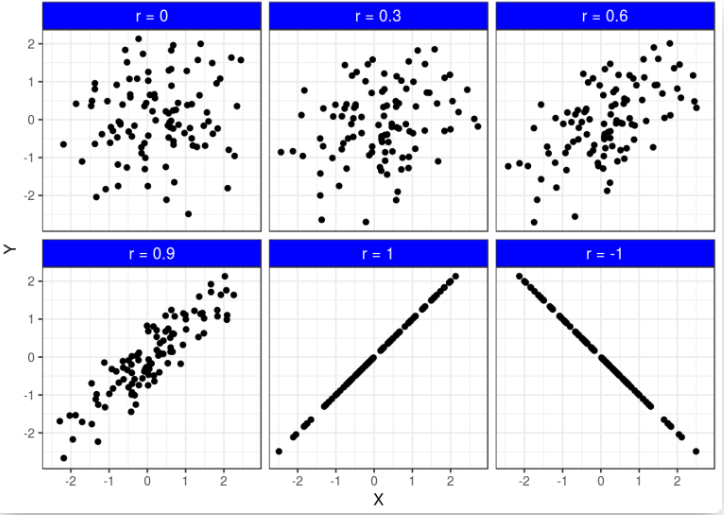 r = 0
r = 0.3
r = 0.6
2
1
0
-1
-2
Y
r = 0.9
r = 1
r = -1
2
1
0
-1
-2
-2 -1 0 1 2
-2 -1 0 1 2
-2 -1 0 1 2
X